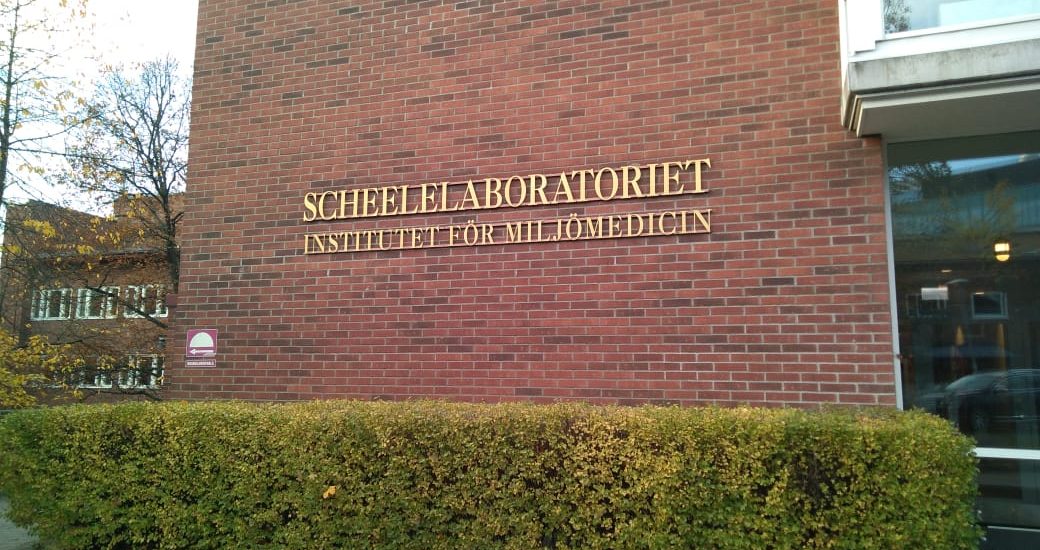 SCHEELELABORATORIET
INSTITUTET FÖR MILJÖMEDICIN